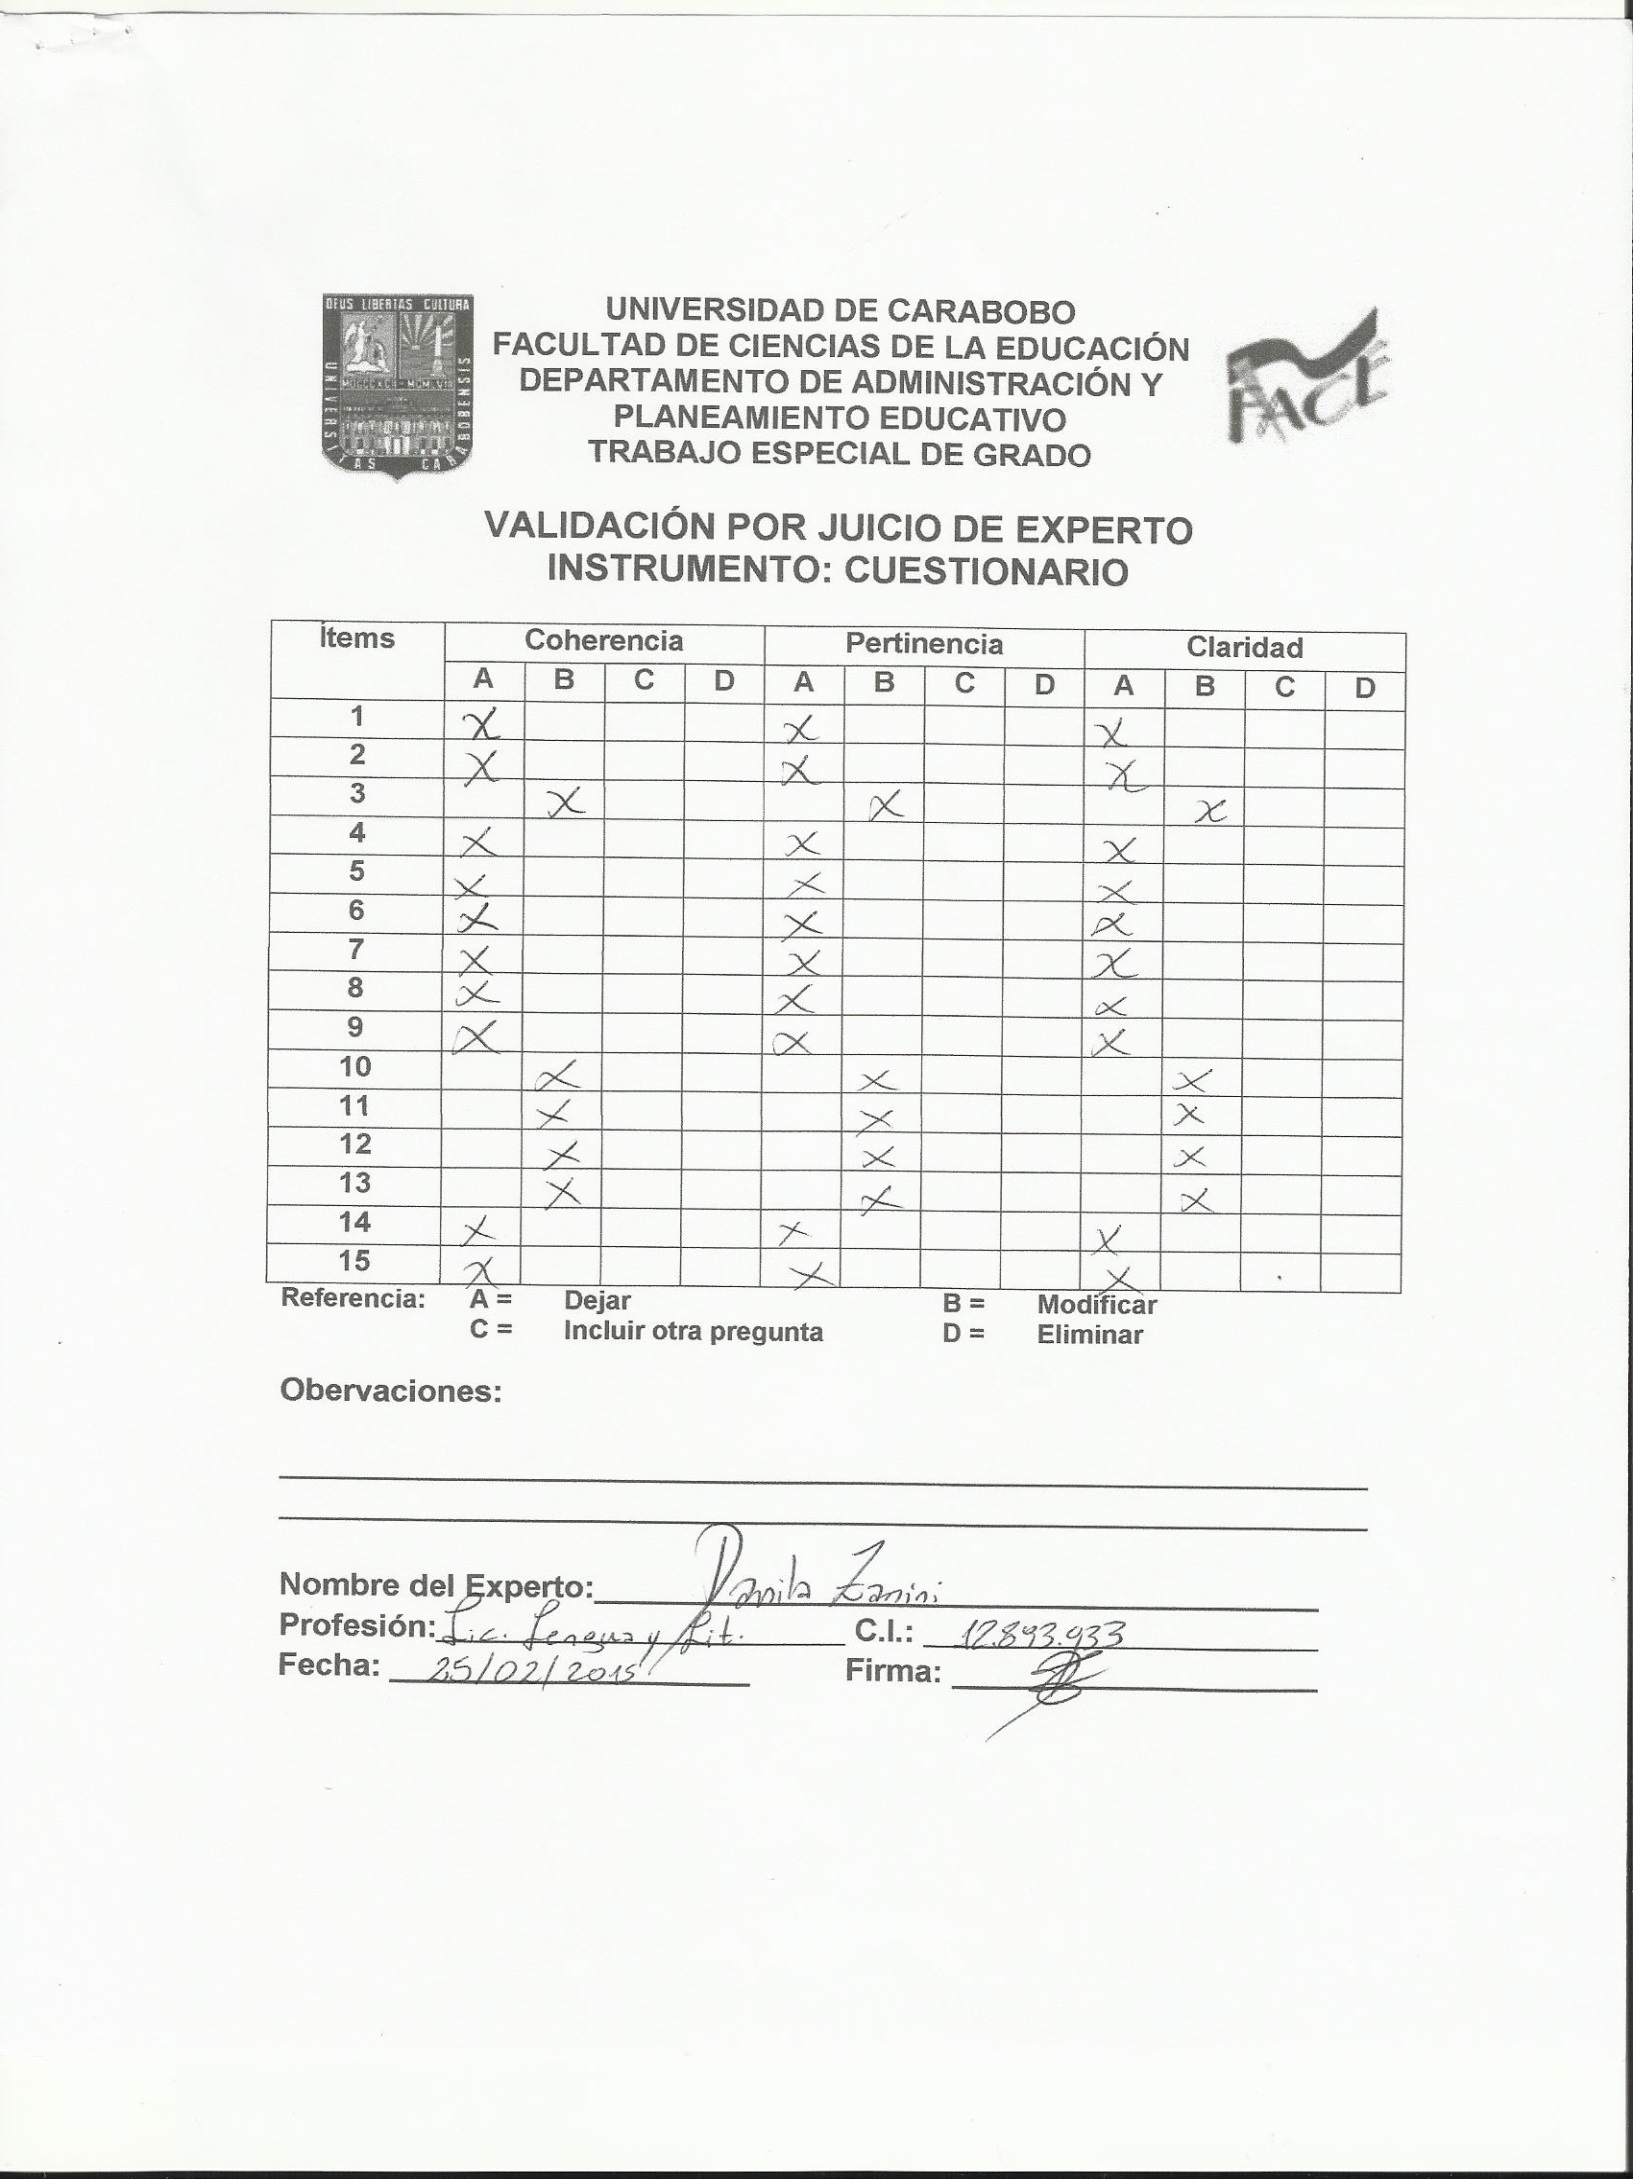 DEUS LIBERTAS CULTURA
UNIVERSITAS CARABOBENSIS
FACE
UNIVERSIDAD DE CARABOBO
FACULTAD DE CIENCIAS DE LA EDUCACIÓN
DEPARTAMENTO DE ADMINISTRACIÓN Y
PLANEAMIENTO EDUCATIVO
TRABAJO ESPECIAL DE GRADO
VALIDACIÓN POR JUICIO DE EXPERTO
INSTRUMENTO: CUESTIONARIO
Ítems Coherencia Pertinencia Claridad
A B C D A B C D A B C D
1 X X X
2 X X X
3 X X X
4 X X X
5 X X X
6 X X X
7 X X X
8 X X X
9 X X X
10 X X X
11 X X X
12 X X X
13 X X X
14 X X X
15 X X X
Referencia: A = Dejar B = Modificar
C = Incluir otra pregunta D = Eliminar
Obervaciones:
Nombre del Experto: Danila Zanini
Profesión: Lic. Lengua y Lit. C.I.: 12.893.933
Fecha: 25/02/2015 Firma: